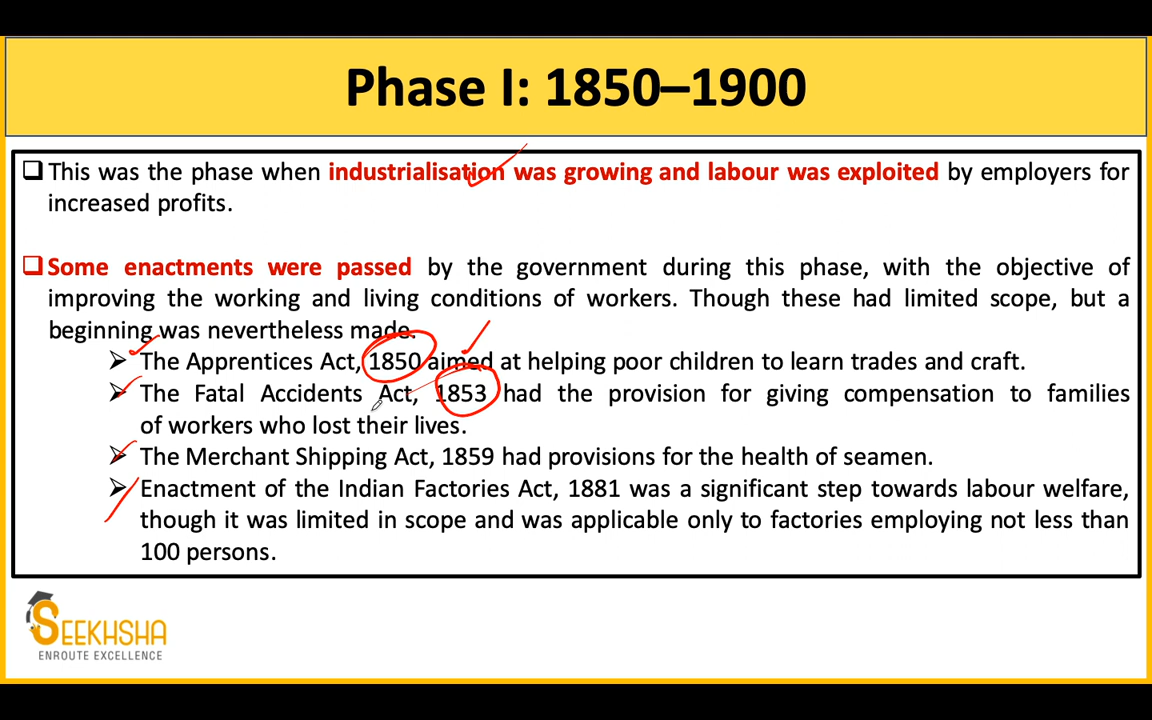 Phase I: 1850–1900
This was the phase when industrialisation was growing and labour was exploited by employers for
increased profits.
Some enactments were passed by the government during this phase, with the objective of
improving the working and living conditions of workers. Though these had limited scope, but a
beginning was nevertheless made.
The Apprentices Act, 1850 aimed at helping poor children to learn trades and craft.
The Fatal Accidents Act, 1853 had the provision for giving compensation to families
of workers who lost their lives.
The Merchant Shipping Act, 1859 had provisions for the health of seamen.
Enactment of the Indian Factories Act, 1881 was a significant step towards labour welfare,
though it was limited in scope and was applicable only to factories employing not less than
100 persons.
SEEKHSHA
ENROUTE EXCELLENCE